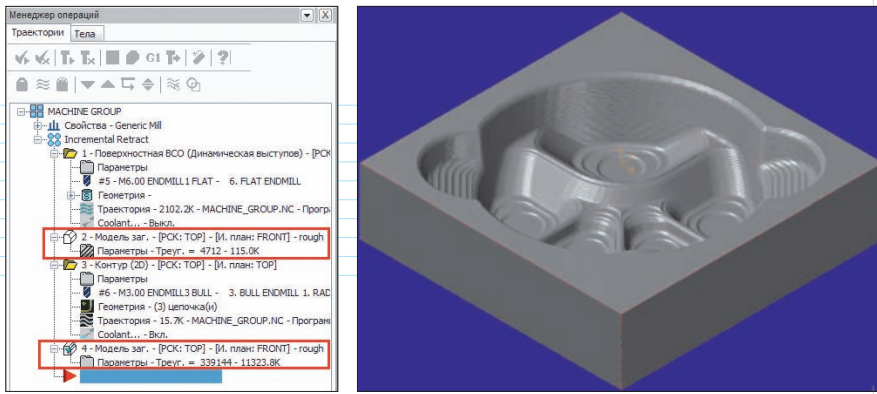 Менеджер операций
Траектории Тела
G1
MACHINE GROUP
Свойства - Generic Mill
Incremental Retract
1 - Поверхностная ВСО (Динамическая выступов) - [РСК
Параметры
#5 - M6.00 ENDMILL1 FLAT - 6. FLAT ENDMILL
Геометрия -
Траектория - 2102.2K - MACHINE_GROUP.NC - Програ
Coolant... - Выкл.
2 - Модель заг. - [РСК: TOP] - [И. план: FRONT] - rough
Параметры - Треуг. = 4712 - 115.0K
3 - Контур (2D) - [РСК: TOP] - [И. план: TOP]
Параметры
#6 - M3.00 ENDMILL3 BULL - 3. BULL ENDMILL 1. RAD
Геометрия - (3) цепочка(и)
Траектория - 15.7K - MACHINE_GROUP.NC - Програм
Coolant... - Вкл.
4 - Модель заг. - [РСК: TOP] - [И. план: FRONT] - rough
Параметры - Треуг. = 339144 - 11323.8K